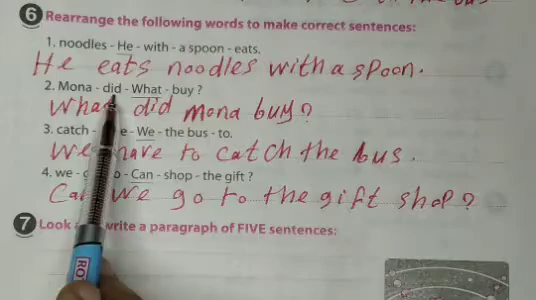 6 Rearrange the following words to make correct sentences:
1. noodles - He - with - a spoon - eats.
He eats noodles with a spoon.
2. Mona - did - What - buy ?
What did mona buy?
3. catch - e - We - the bus - to.
We have to catch the bus.
4. we - o - Can - shop - the gift ?
Can we go to the gift shop?
7 Look write a paragraph of FIVE sentences:
ROT